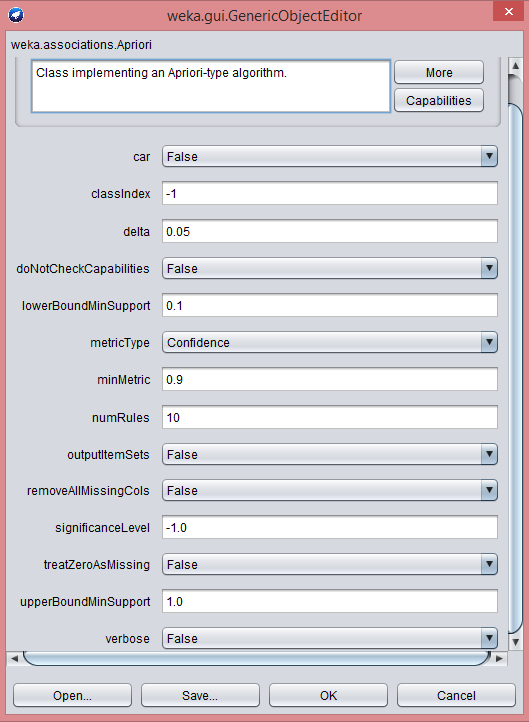 weka.gui.GenericObjectEditor
weka.associations.Apriori
Class implementing an Apriori-type algorithm.
More
Capabilities
car False
classIndex -1
delta 0.05
doNotCheckCapabilities False
lowerBoundMinSupport 0.1
metricType Confidence
minMetric 0.9
numRules 10
outputItemSets False
removeAllMissingCols False
significanceLevel -1.0
treatZeroAsMissing False
upperBoundMinSupport 1.0
verbose False
Open... Save... OK Cancel